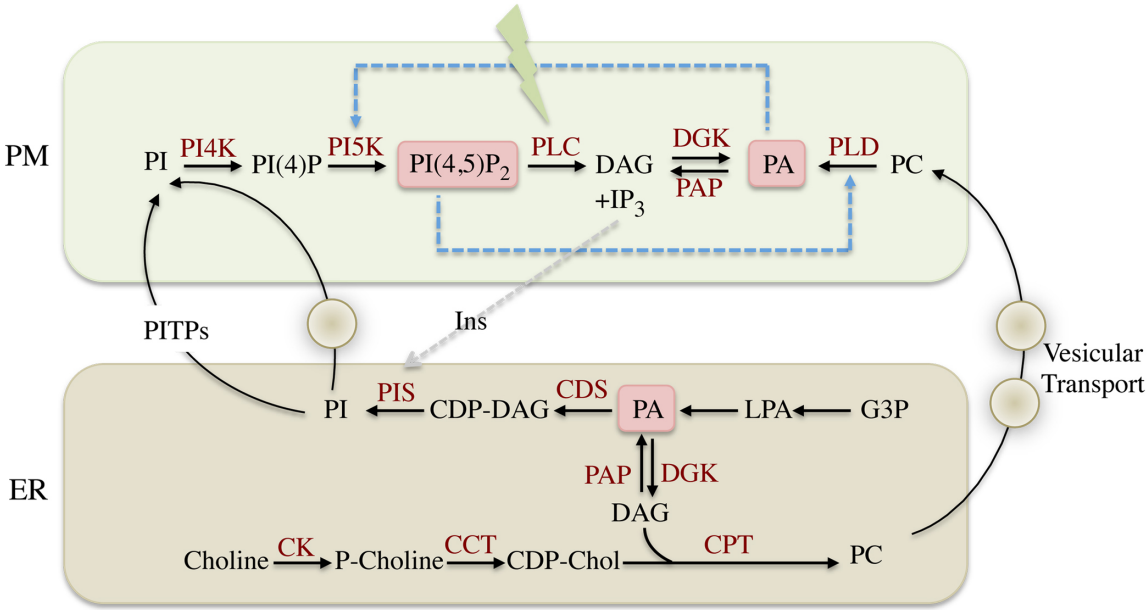 PM
PI
PI4K
PI(4)P
PI5K
PI(4,5)P2
PLC
DAG
+IP3
DGK
PAP
PA
PLD
PC
PITPs
Ins
Vesicular
Transport
ER
PI
PIS
CDP-DAG
CDS
PA
LPA
G3P
PAP
DGK
DAG
Choline
CK
P-Choline
CCT
CDP-Chol
CPT
PC